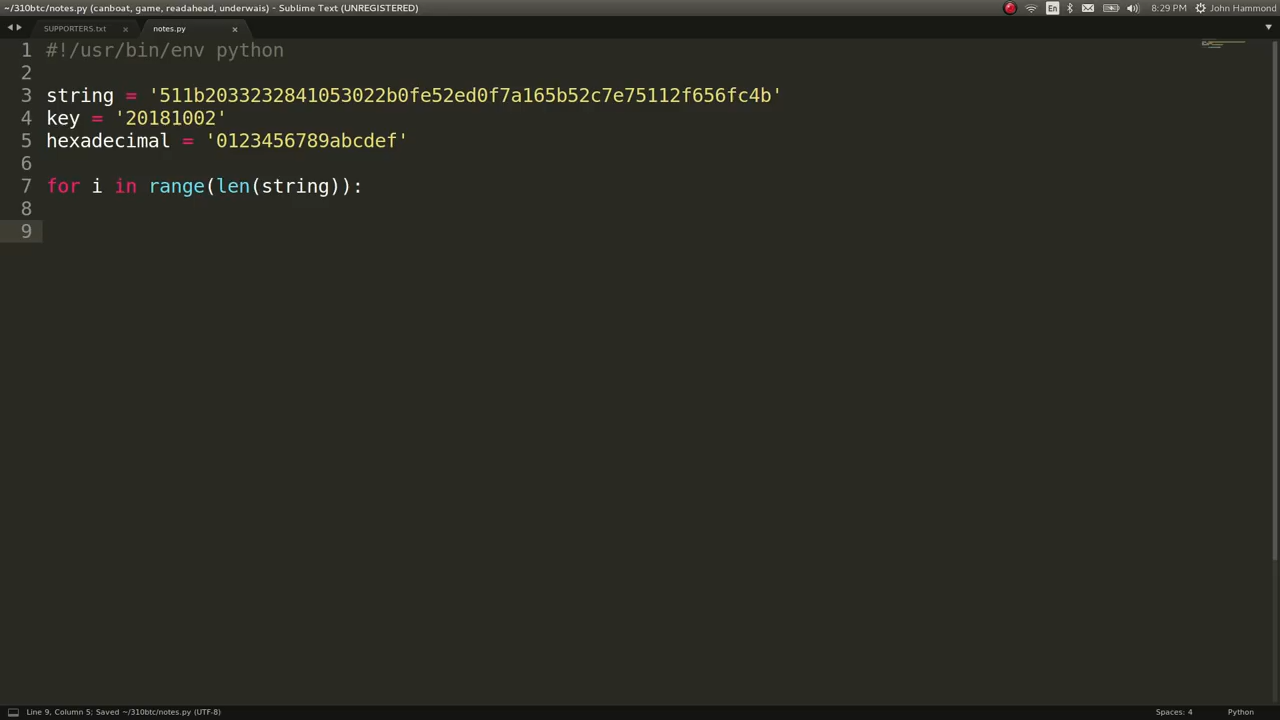 ~/310btc/notes.py (canboat, game, readahead, underwais) - Sublime Text (UNREGISTERED)
En
8:29 PM
John Hammond
SUPPORTERS.txt ×
notes.py ×
1 #!/usr/bin/env python
2
3 string = '511b2033232841053022b0fe52ed0f7a165b52c7e75112f656fc4b'
4 key = '20181002'
5 hexadecimal = '0123456789abcdef'
6
7 for i in range(len(string)):
8
9
Line 9, Column 5; Saved ~/310btc/notes.py (UTF-8)
Spaces: 4
Python